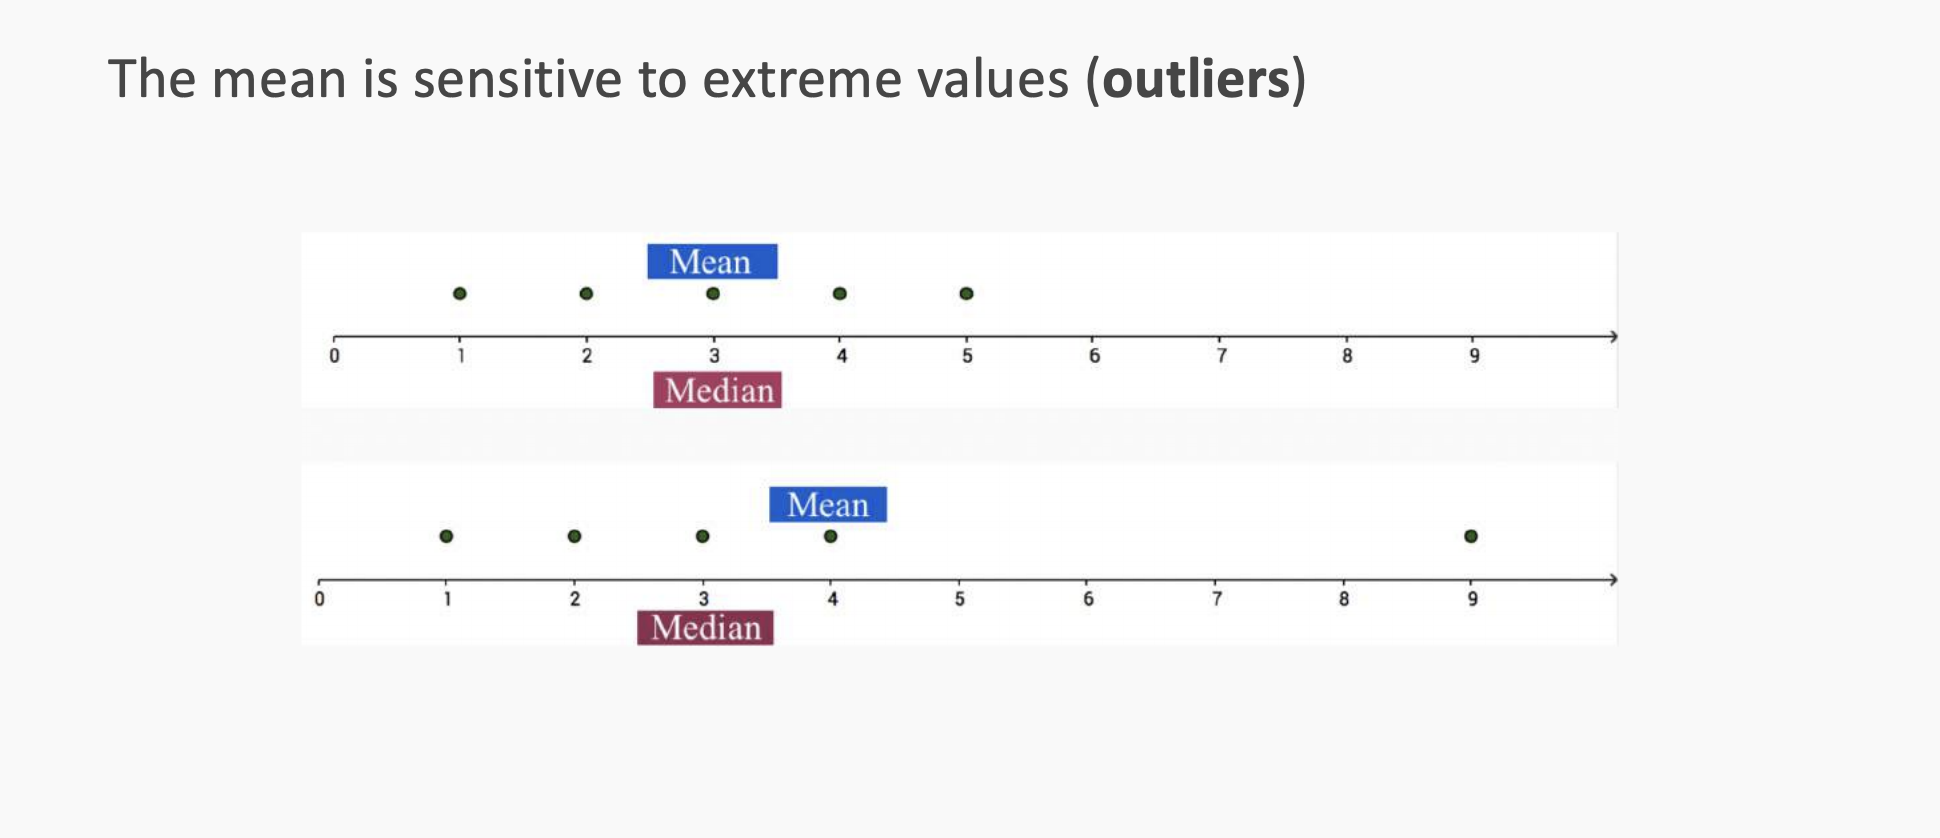 The mean is sensitive to extreme values (outliers)
Mean
0 1 2 3 4 5 6 7 8 9
Median
Mean
0 1 2 3 4 5 6 7 8 9
Median